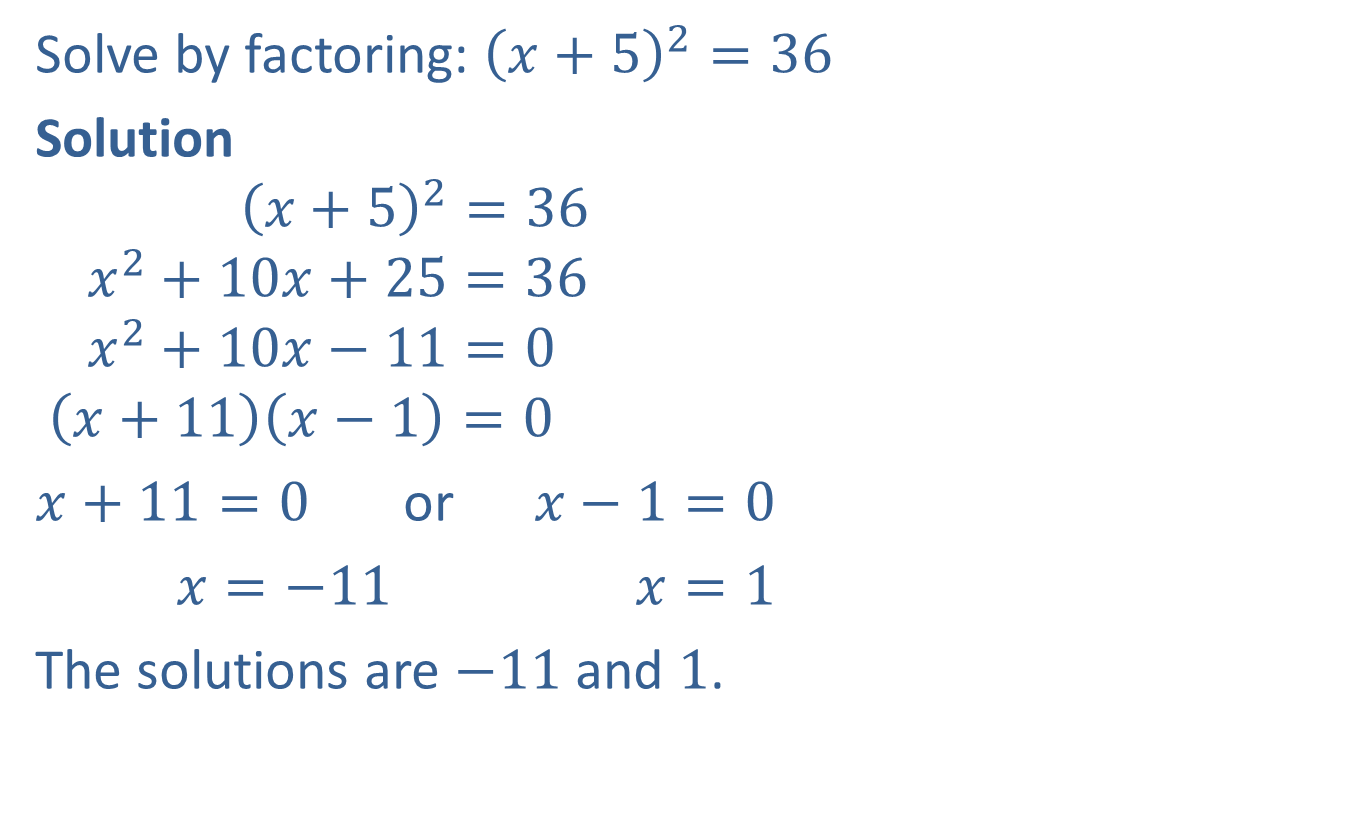 Solve by factoring: (x + 5)² = 36
Solution
(x + 5)² = 36
x² + 10x + 25 = 36
x² + 10x − 11 = 0
(x + 11)(x − 1) = 0
x + 11 = 0 or x − 1 = 0
x = −11 x = 1
The solutions are −11 and 1.